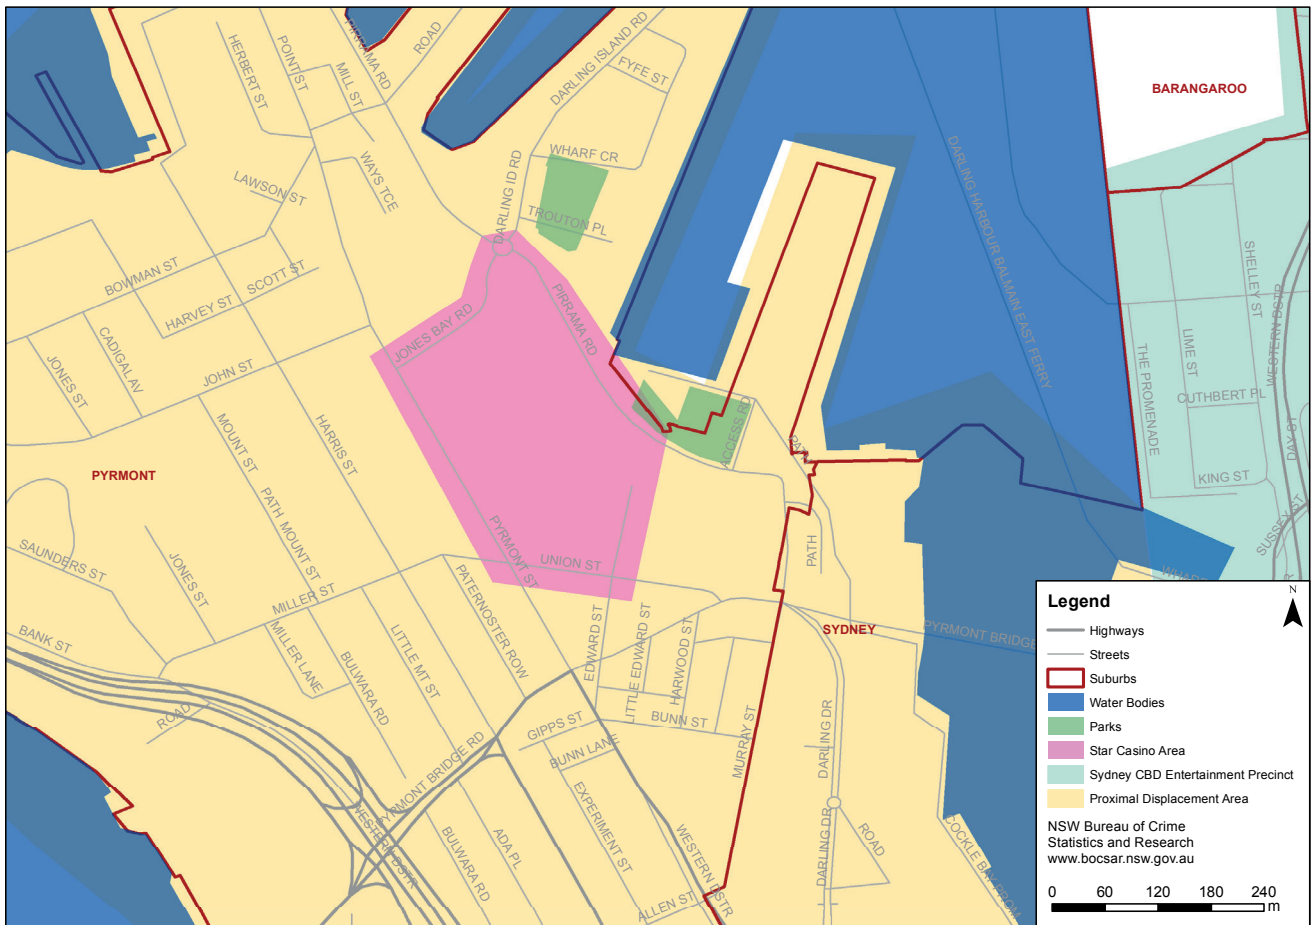 HERBERT ST
POINT ST
MILL ST
PIRRAMA RD
ROAD
DARLING ISLAND RD
FYFE ST
WHARF CR
WAYS TCE
LAWSON ST
DARLING ID RD
TROUTON PL
BARANGAROO
DARLING HARBOUR BALMAIN EAST FERRY
BOWMAN ST
HARVEY ST
SCOTT ST
CADIGAL AV
JONES ST
JOHN ST
JONES BAY RD
PIRRAMA RD
SHELLEY ST
WESTERN DSTR
LIME ST
THE PROMENADE
CUTHBERT PL
DAY ST
KING ST
SUSSEX ST
MOUNT ST
HARRIS ST
ACCESS RD
PATH
PYRMONT
PATH
MOUNT ST
PYRMONT ST
UNION ST
PATH
SAUNDERS ST
JONES ST
MILLER ST
PATERNOSTER ROW
BANK ST
MILLER LANE
BULWARA RD
LITTLE MT ST
EDWARD ST
LITTLE EDWARD ST
HARWOOD ST
SYDNEY
PYRMONT BRIDGE
ROAD
GIPPS ST
BUNN ST
BUNN LANE
MURRAY ST
DARLING DR
PYRMONT BRIDGE RD
WESTERN DSTR
EXPERIMENT ST
WESTERN DSTR
BULWARA RD
ADA PL
ALLEN ST
DARLING DR
ROAD
COCKLE BAY PROM
Legend
N
Highways
Streets
Suburbs
Water Bodies
Parks
Star Casino Area
Sydney CBD Entertainment Precinct
Proximal Displacement Area
NSW Bureau of Crime
Statistics and Research
www.bocsar.nsw.gov.au
0 60 120 180 240
m